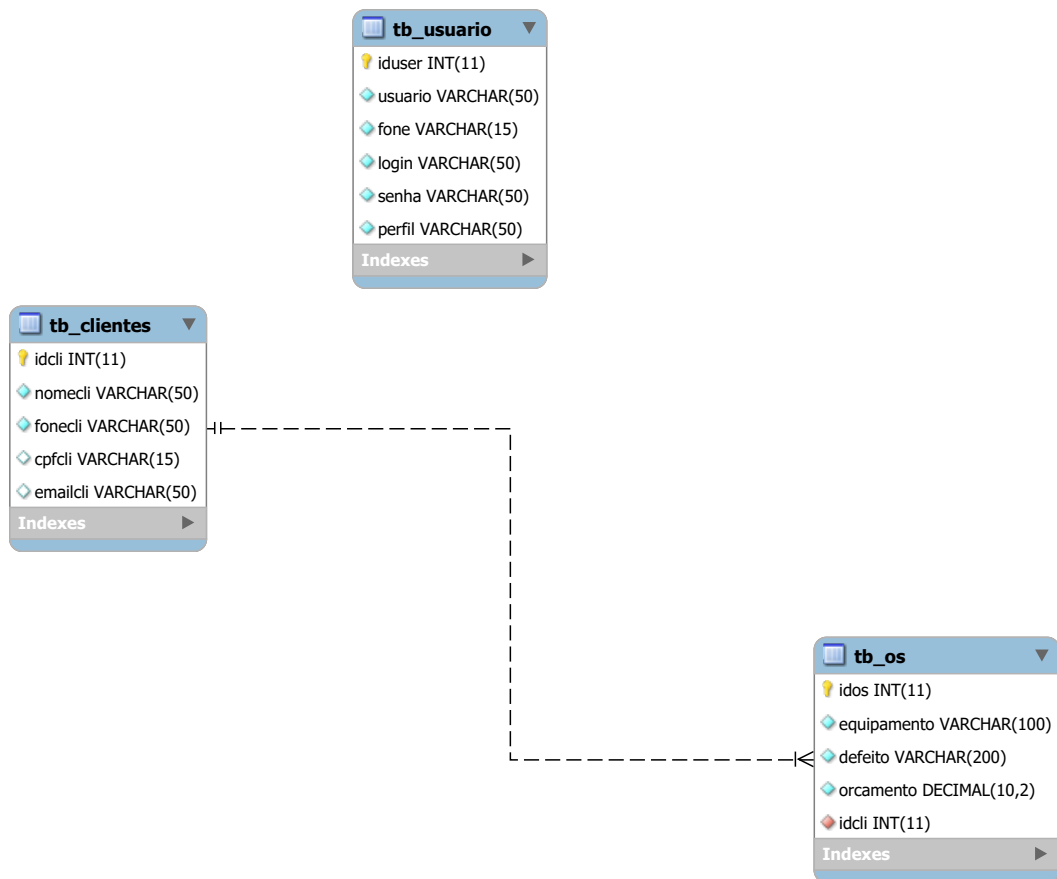 tb_usuario
iduser INT(11)
usuario VARCHAR(50)
fone VARCHAR(15)
login VARCHAR(50)
senha VARCHAR(50)
perfil VARCHAR(50)
Indexes
tb_clientes
idcli INT(11)
nomecli VARCHAR(50)
fonecli VARCHAR(50)
cpfcli VARCHAR(15)
emailcli VARCHAR(50)
Indexes
tb_os
idos INT(11)
equipamento VARCHAR(100)
defeito VARCHAR(200)
orcamento DECIMAL(10,2)
idcli INT(11)
Indexes